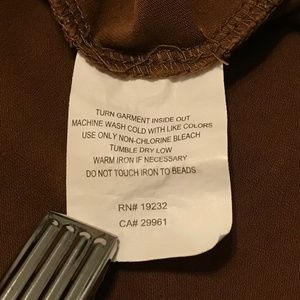 TURN GARMENT INSIDE OUT
MACHINE WASH COLD WITH LIKE COLORS
USE ONLY NON-CHLORINE BLEACH
TUMBLE DRY LOW
WARM IRON IF NECESSARY
DO NOT TOUCH IRON TO BEADS
RN# 19232
CA# 29961